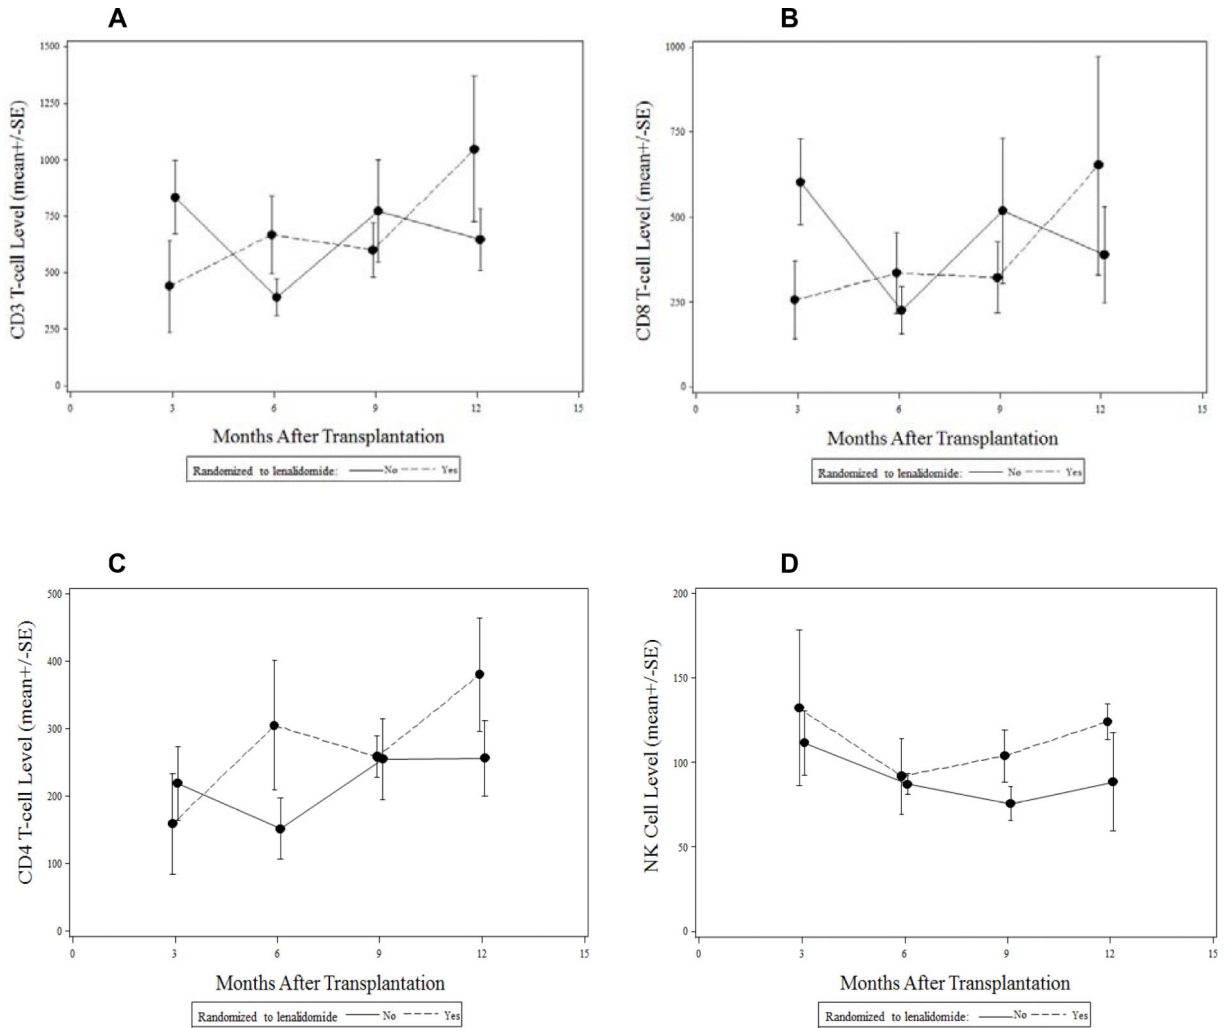 A
CD3 T-cell Level (mean+/-SE)
1500
1250
1000
750
500
250
0
0 3 6 9 12 15
Months After Transplantation
Randomized to lenalidomide: No Yes
B
CD8 T-cell Level (mean+/-SE)
1000
750
500
250
0
0 3 6 9 12 15
Months After Transplantation
Randomized to lenalidomide: No Yes
C
CD4 T-cell Level (mean+/-SE)
500
400
300
200
100
0
0 3 6 9 12 15
Months After Transplantation
Randomized to lenalidomide No Yes
D
NK Cell Level (mean+/-SE)
200
150
100
50
0
0 3 6 9 12 15
Months After Transplantation
Randomized to lenalidomide: No Yes